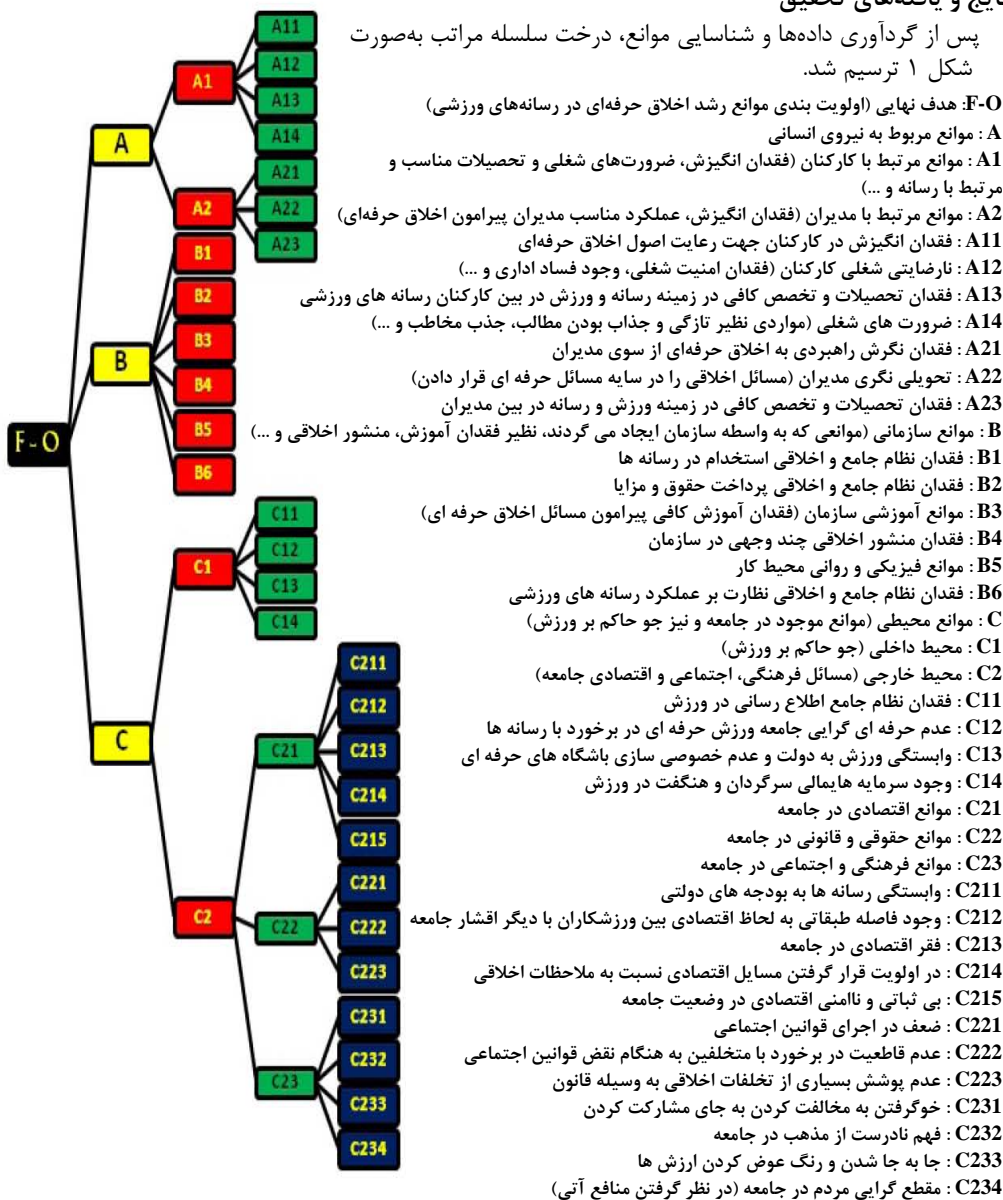 پس از گردآوری داده‌ها و شناسایی موانع، درخت سلسله مراتب به‌صورت
شکل ۱ ترسیم شد.
F-O: هدف نهایی (اولویت بندی موانع رشد اخلاق حرفه‌ای در رسانه‌های ورزشی)
A : موانع مربوط به نیروی انسانی
A1 : موانع مرتبط با کارکنان (فقدان انگیزش، ضرورت‌های شغلی و تحصیلات مناسب و
مرتبط با رسانه و ...)
A2 : موانع مرتبط با مدیران (فقدان انگیزش، عملکرد مناسب مدیران پیرامون اخلاق حرفه‌ای)
A11 : فقدان انگیزش در کارکنان جهت رعایت اصول اخلاق حرفه‌ای
A12 : نارضایتی شغلی کارکنان (فقدان امنیت شغلی، وجود فساد اداری و ...)
A13 : فقدان تحصیلات و تخصص کافی در زمینه رسانه و ورزش در بین کارکنان رسانه های ورزشی
A14 : ضرورت های شغلی (مواردی نظیر تازگی و جذاب بودن مطالب، جذب مخاطب و ...)
A21 : فقدان نگرش راهبردی به اخلاق حرفه‌ای از سوی مدیران
A22 : تحویلی نگری مدیران (مسائل اخلاقی را در سایه مسائل حرفه ای قرار دادن)
A23 : فقدان تحصیلات و تخصص کافی در زمینه ورزش و رسانه در بین مدیران
B : موانع سازمانی (موانعی که به واسطه سازمان ایجاد می گردند، نظیر فقدان آموزش، منشور اخلاقی و ...)
B1 : فقدان نظام جامع و اخلاقی استخدام در رسانه ها
B2 : فقدان نظام جامع و اخلاقی پرداخت حقوق و مزایا
B3 : موانع آموزشی سازمان (فقدان آموزش کافی پیرامون مسائل اخلاق حرفه ای)
B4 : فقدان منشور اخلاقی چند وجهی در سازمان
B5 : موانع فیزیکی و روانی محیط کار
B6 : فقدان نظام جامع و اخلاقی نظارت بر عملکرد رسانه های ورزشی
C : موانع محیطی (موانع موجود در جامعه و نیز جو حاکم بر ورزش)
C1 : محیط داخلی (جو حاکم بر ورزش)
C2 : محیط خارجی (مسائل فرهنگی، اجتماعی و اقتصادی جامعه)
C11 : فقدان نظام جامع اطلاع رسانی در ورزش
C12 : عدم حرفه ای گرایی جامعه ورزش حرفه ای در برخورد با رسانه ها
C13 : وابستگی ورزش به دولت و عدم خصوصی سازی باشگاه های حرفه ای
C14 : وجود سرمایه هایمالی سرگردان و هنگفت در ورزش
C21 : موانع اقتصادی در جامعه
C22 : موانع حقوقی و قانونی در جامعه
C23 : موانع فرهنگی و اجتماعی در جامعه
C211 : وابستگی رسانه ها به بودجه های دولتی
C212 : وجود فاصله طبقاتی به لحاظ اقتصادی بین ورزشکاران با دیگر اقشار جامعه
C213 : فقر اقتصادی در جامعه
C214 : در اولویت قرار گرفتن مسایل اقتصادی نسبت به ملاحظات اخلاقی
C215 : بی ثباتی و ناامنی اقتصادی در وضعیت جامعه
C221 : ضعف در اجرای قوانین اجتماعی
C222 : عدم قاطعیت در برخورد با متخلفین به هنگام نقض قوانین اجتماعی
C223 : عدم پوشش بسیاری از تخلفات اخلاقی به وسیله قانون
C231 : خوگرفتن به مخالفت کردن به جای مشارکت کردن
C232 : فهم نادرست از مذهب در جامعه
C233 : جا به جا شدن و رنگ عوض کردن ارزش ها
C234 : مقطع گرایی مردم در جامعه (در نظر گرفتن منافع آتی)
F-O
A
B
C
A1
A2
B1
B2
B3
B4
B5
B6
C1
C2
A11
A12
A13
A14
A21
A22
A23
C11
C12
C13
C14
C21
C22
C23
C211
C212
C213
C214
C215
C221
C222
C223
C231
C232
C233
C234